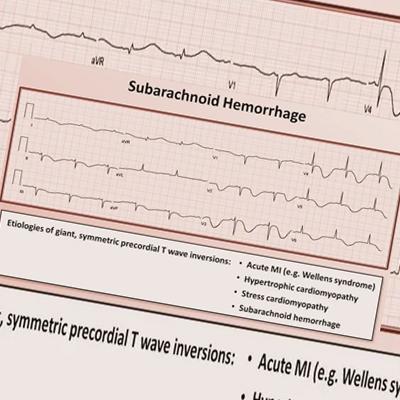 aVR
V1
V4
Subarachnoid Hemorrhage
I aVR V1 V4
II aVL V2 V5
III aVF V3 V6
Etiologies of giant, symmetric precordial T wave inversions: • Acute MI (e.g. Wellens syndrome)
• Hypertrophic cardiomyopathy
• Stress cardiomyopathy
• Subarachnoid hemorrhage
, symmetric precordial T wave inversions: • Acute MI (e.g. Wellens sy